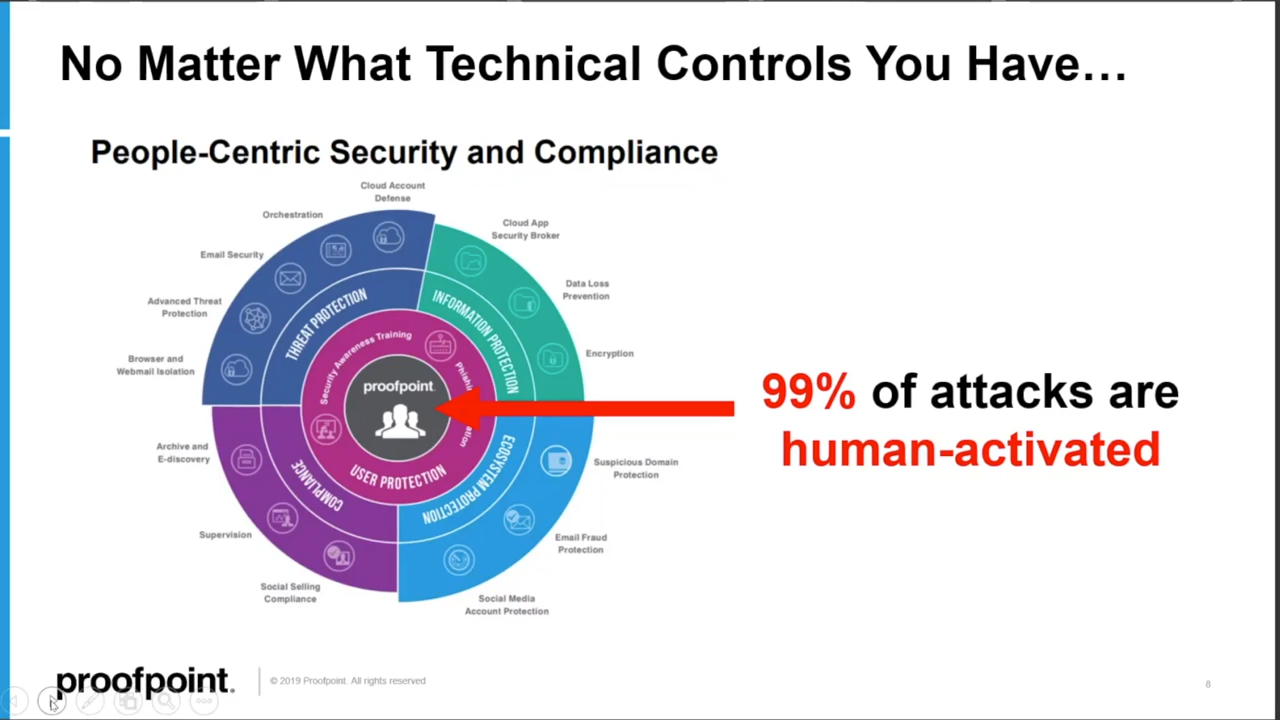 No Matter What Technical Controls You Have…
People-Centric Security and Compliance
Cloud Account
Defense
Orchestration
Email Security
Advanced Threat
Protection
Browser and
Webmail Isolation
Cloud App
Security Broker
Data Loss
Prevention
Encryption
THREAT PROTECTION
INFORMATION PROTECTION
Security Awareness Training
proofpoint.
USER PROTECTION
COMPLIANCE
ECOSYSTEM PROTECTION
99% of attacks are
human-activated
Archive and
E-discovery
Supervision
Social Selling
Compliance
Suspicious Domain
Protection
Email Fraud
Protection
Social Media
Account Protection
proofpoint.
© 2019 Proofpoint. All rights reserved
8